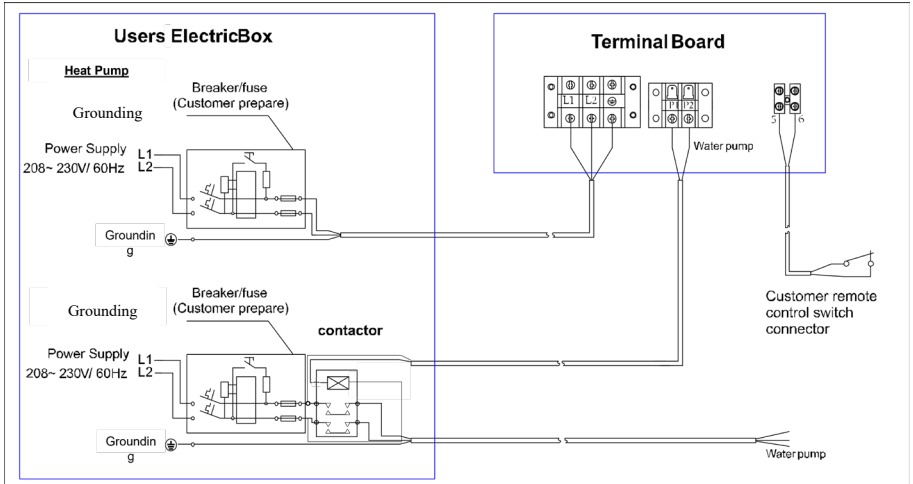 Users ElectricBox
Heat Pump
Grounding
Breaker/fuse
(Customer prepare)
Power Supply L1
208~ 230V/ 60Hz L2
Groundin
g
Terminal Board
L1 L2
P1 P2
Water pump
5 6
Customer remote
control switch
connector
Grounding
Breaker/fuse
(Customer prepare)
contactor
Power Supply L1
208~ 230V/ 60Hz L2
Groundin
g
Water pump